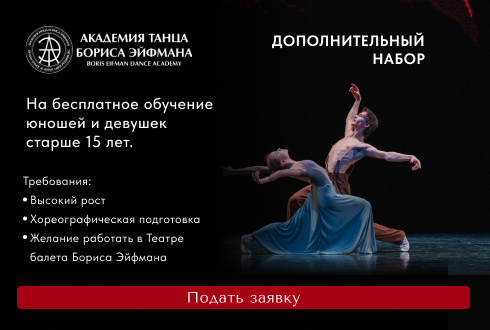 АКАДЕМИЯ ТАНЦА
БОРИСА ЭЙФМАНА
BORIS EIFMAN DANCE ACADEMY
ДОПОЛНИТЕЛЬНЫЙ
НАБОР
На бесплатное обучение
юношей и девушек
старше 15 лет.
Требования:
• Высокий рост
• Хореографическая подготовка
• Желание работать в Театре
балета Бориса Эйфмана
Подать заявку